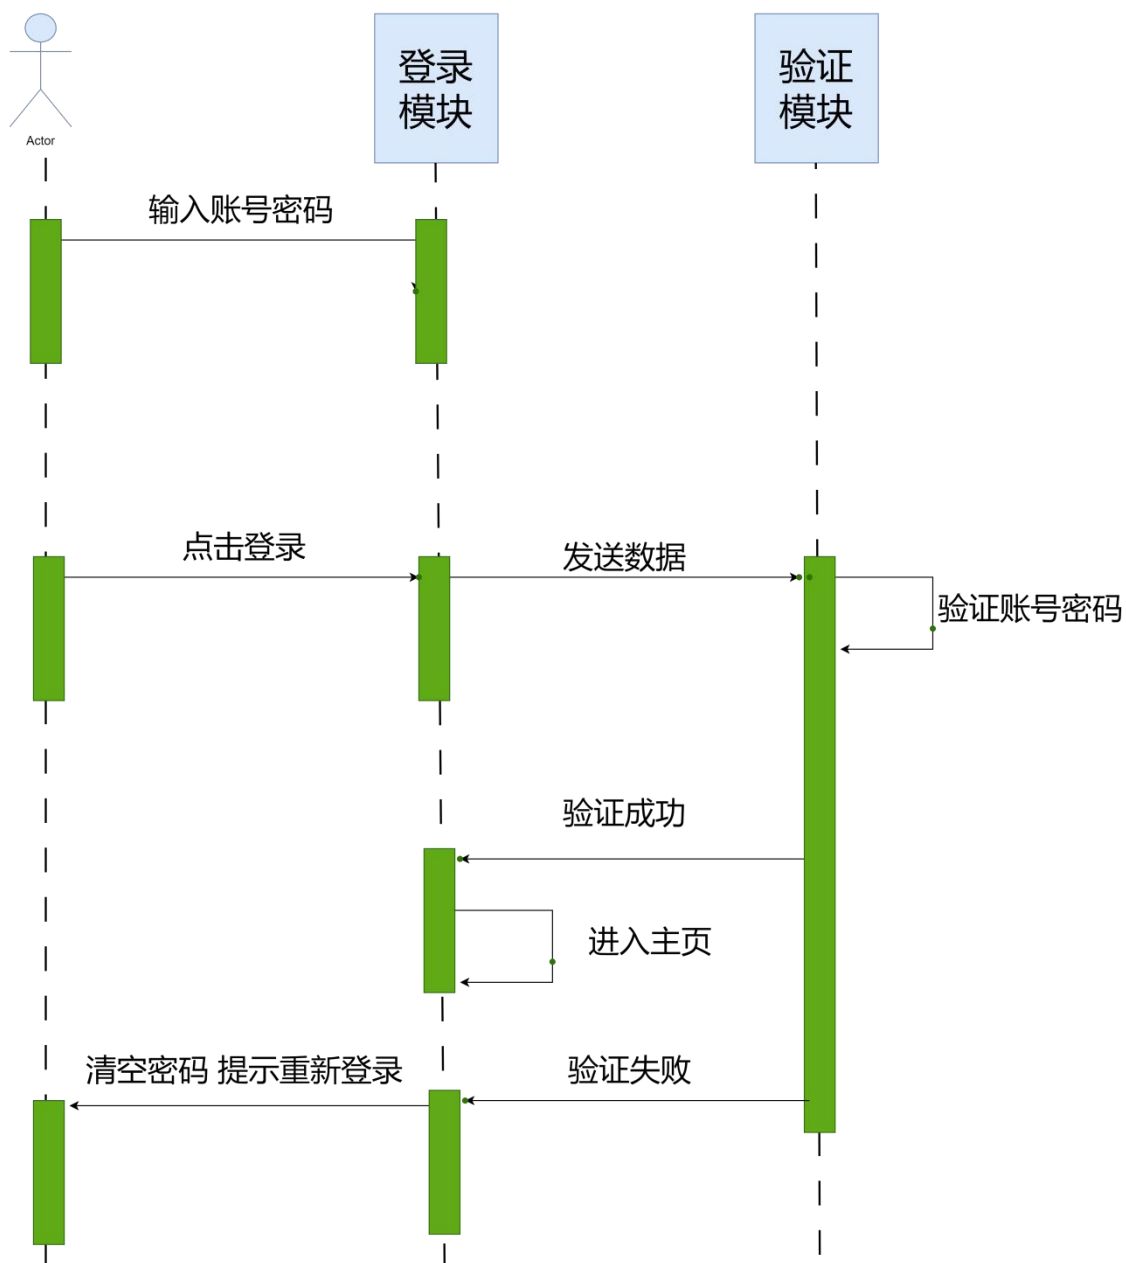 登录
模块
验证
模块
Actor
输入账号密码
点击登录
发送数据
验证账号密码
验证成功
进入主页
清空密码 提示重新登录
验证失败